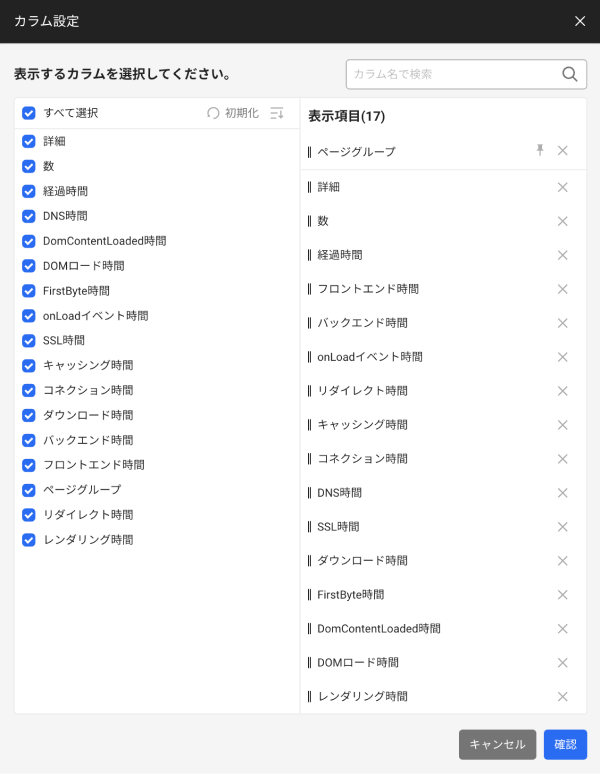 カラム設定
表示するカラムを選択してください。
カラム名で検索
すべて選択
初期化
詳細
数
経過時間
DNS時間
DomContentLoaded時間
DOMロード時間
FirstByte時間
onLoadイベント時間
SSL時間
キャッシング時間
コネクション時間
ダウンロード時間
バックエンド時間
フロントエンド時間
ページグループ
リダイレクト時間
レンダリング時間
表示項目(17)
ページグループ
詳細
数
経過時間
フロントエンド時間
バックエンド時間
onLoadイベント時間
リダイレクト時間
キャッシング時間
コネクション時間
DNS時間
SSL時間
ダウンロード時間
FirstByte時間
DomContentLoaded時間
DOMロード時間
レンダリング時間
キャンセル
確認